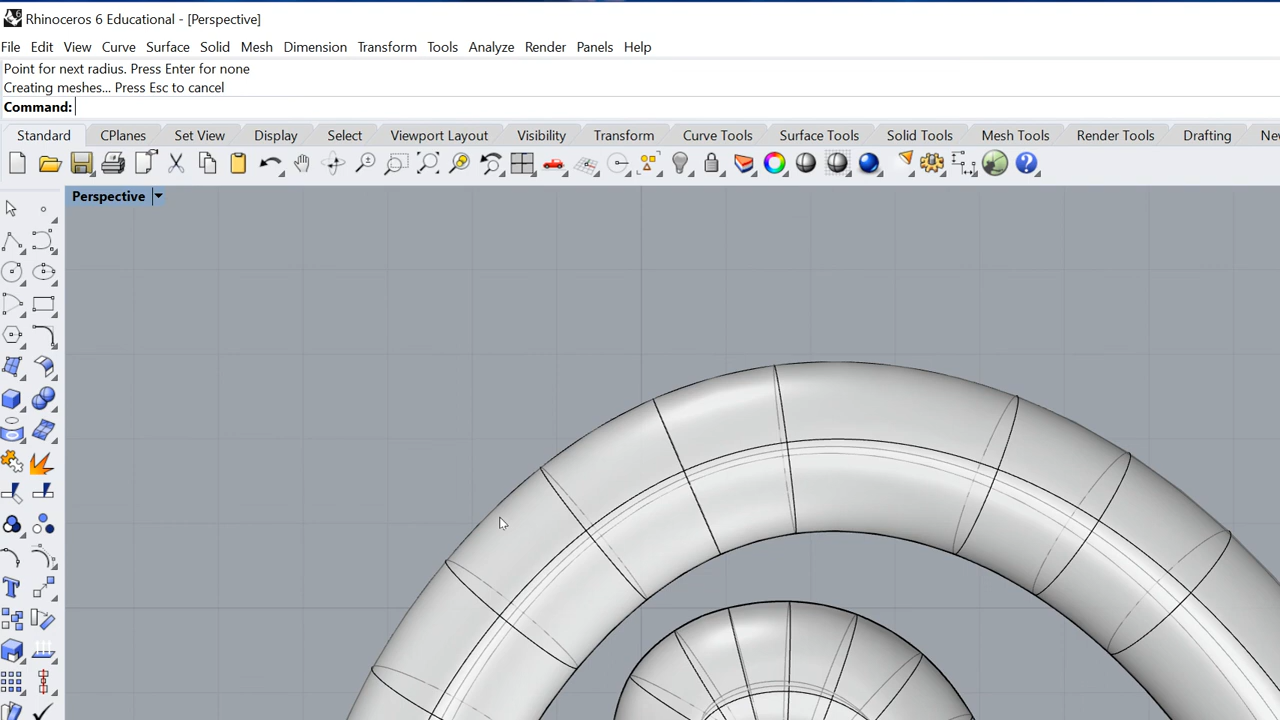 Rhinoceros 6 Educational - [Perspective]
File Edit View Curve Surface Solid Mesh Dimension Transform Tools Analyze Render Panels Help
Point for next radius. Press Enter for none
Creating meshes... Press Esc to cancel
Command:
Standard CPlanes Set View Display Select Viewport Layout Visibility Transform Curve Tools Surface Tools Solid Tools Mesh Tools Render Tools Drafting Ne
Perspective